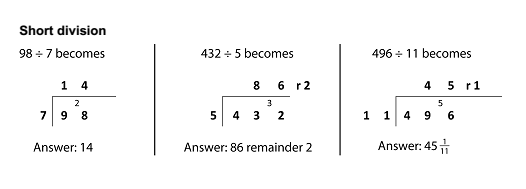 Short division
98 ÷ 7 becomes
1 4
2
7 9 8
Answer: 14
432 ÷ 5 becomes
8 6 r 2
3
5 4 3 2
Answer: 86 remainder 2
496 ÷ 11 becomes
4 5 r 1
5
1 1 4 9 6
Answer: 45 1/11